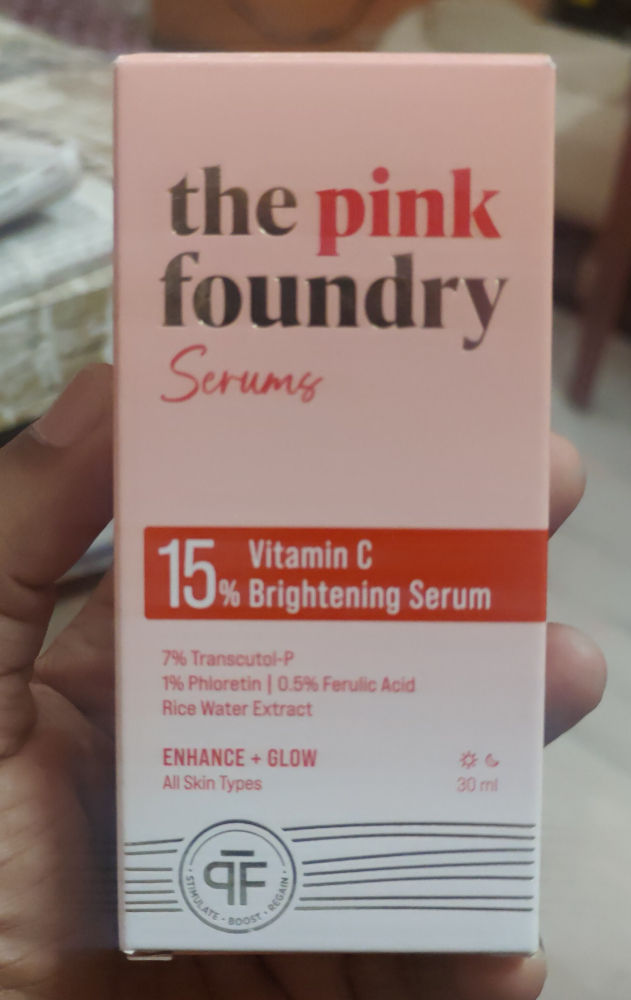 the pink
foundry
Serums
15% Vitamin C
Brightening Serum
7% Transcutol-P
1% Phloretin | 0.5% Ferulic Acid
Rice Water Extract
ENHANCE + GLOW
All Skin Types
30 ml
PF
STIMULATE · BOOST · REGAIN